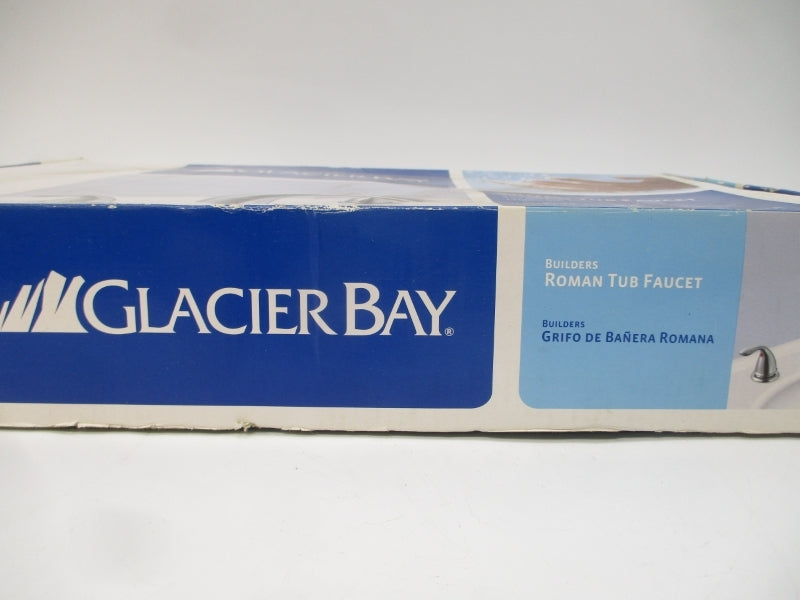 GLACIER BAY®
BUILDERS
ROMAN TUB FAUCET
BUILDERS
GRIFO DE BAÑERA ROMANA